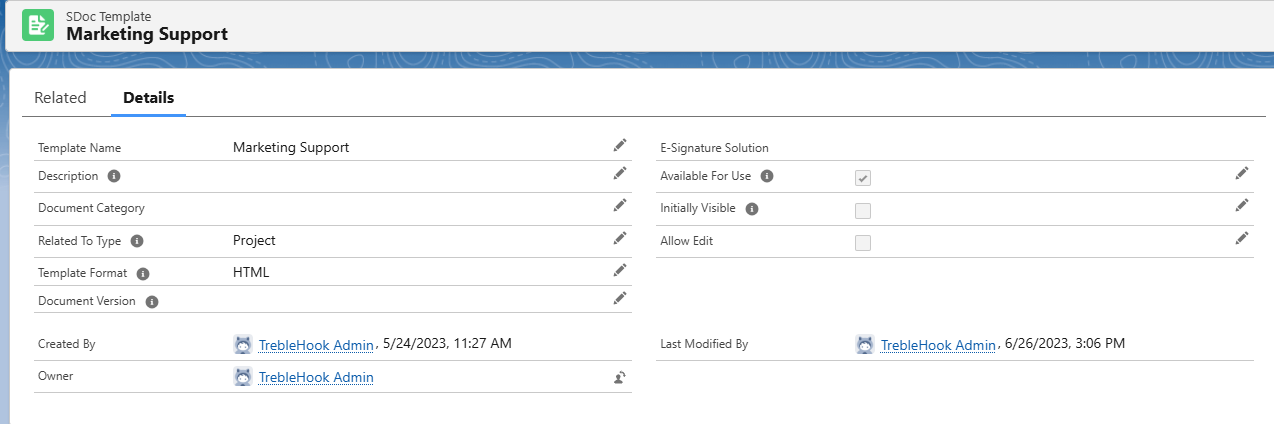 SDoc Template
Marketing Support
Related Details
Template Name Marketing Support
E-Signature Solution
Description
Available For Use
Document Category
Initially Visible
Related To Type Project
Allow Edit
Template Format HTML
Document Version
Created By TrebleHook Admin, 5/24/2023, 11:27 AM
Last Modified By TrebleHook Admin, 6/26/2023, 3:06 PM
Owner TrebleHook Admin